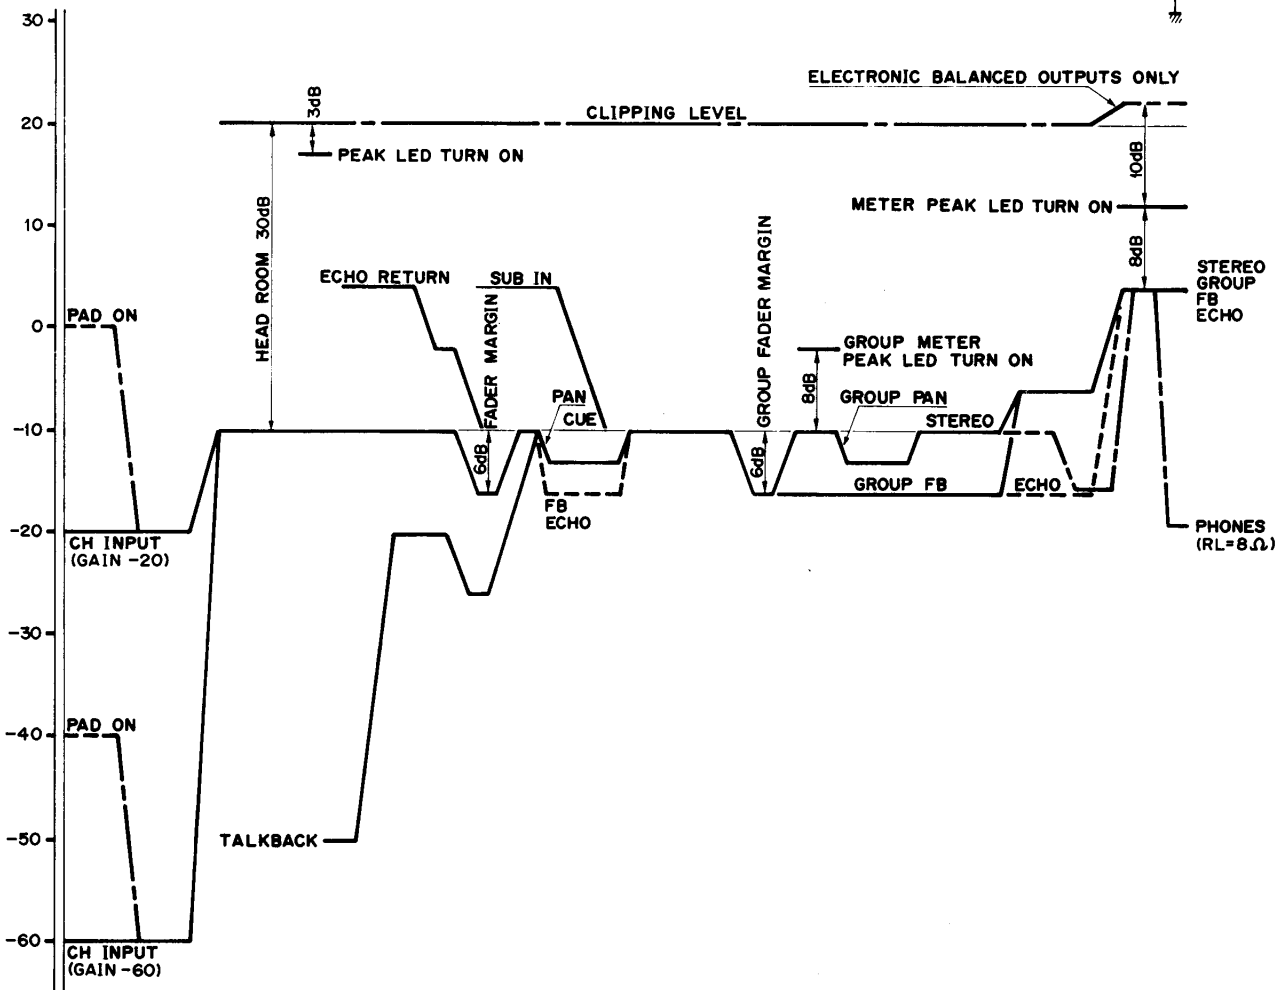 30
ELECTRONIC BALANCED OUTPUTS ONLY
3dB
20
CLIPPING LEVEL
PEAK LED TURN ON
10dB
METER PEAK LED TURN ON
10
HEAD ROOM 30dB
GROUP FADER MARGIN
8dB
ECHO RETURN
SUB IN
STEREO
GROUP
FB
ECHO
PAD ON
0
FADER MARGIN
GROUP METER
PEAK LED TURN ON
8dB
PAN
GROUP PAN
CUE
STEREO
-10
6dB
6dB
GROUP FB
ECHO
FB
ECHO
-20
CH INPUT
(GAIN -20)
PHONES
(RL=8Ω)
-30
PAD ON
-40
-50
TALKBACK
-60
CH INPUT
(GAIN -60)